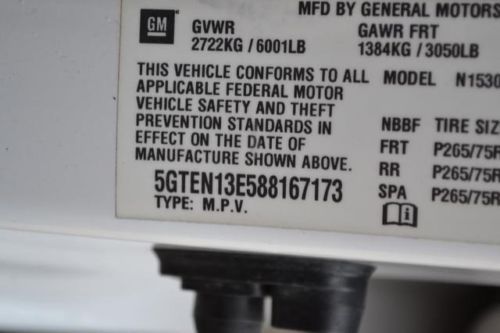 MFD BY GENERAL MOTORS
GM GVWR GAWR FRT
2722KG / 6001LB 1384KG / 3050LB
THIS VEHICLE CONFORMS TO ALL MODEL N1530
APPLICABLE FEDERAL MOTOR
VEHICLE SAFETY AND THEFT
PREVENTION STANDARDS IN NBBF TIRE SIZ
EFFECT ON THE DATE OF FRT P265/75R
MANUFACTURE SHOWN ABOVE. RR P265/75R
5GTEN13E588167173 SPA P265/75R
TYPE: M.P.V.